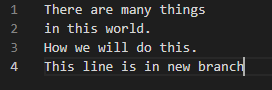 1 There are many things
2 in this world.
3 How we will do this.
4 This line is in new branch